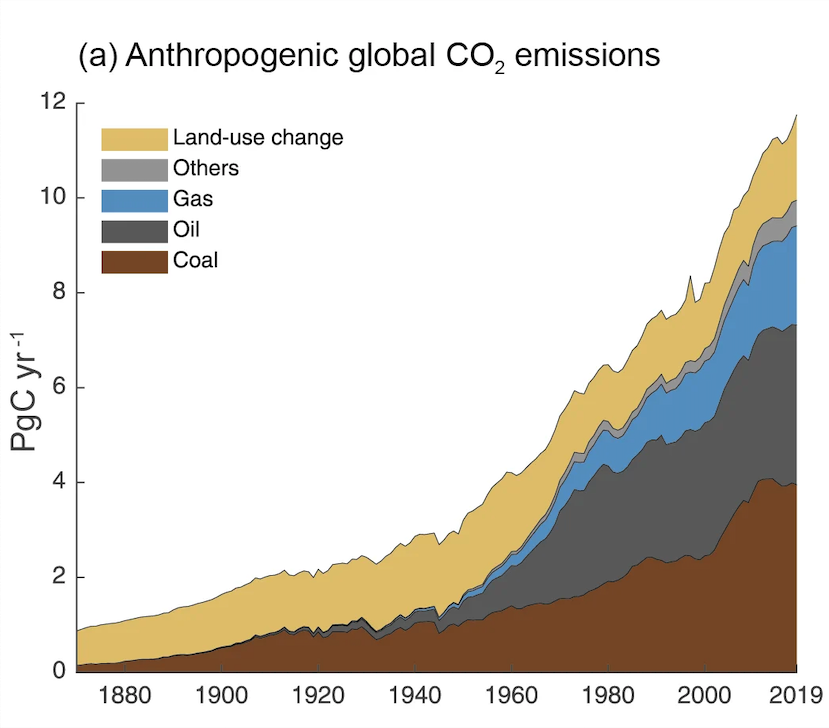 (a) Anthropogenic global CO₂ emissions
12
10
8
6
4
2
0
PgC yr⁻¹
Land-use change
Others
Gas
Oil
Coal
1880 1900 1920 1940 1960 1980 2000 2019